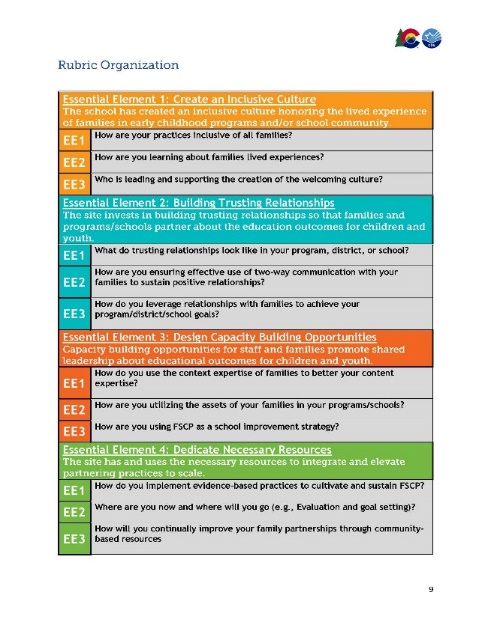 Rubric Organization
Essential Element 1: Create an Inclusive Culture
The school has created an inclusive culture honoring the lived experience
of families in early childhood programs and/or school community.
EE1 How are your practices inclusive of all families?
EE2 How are you learning about families lived experiences?
EE3 Who is leading and supporting the creation of the welcoming culture?
Essential Element 2: Building Trusting Relationships
The site invests in building trusting relationships so that families and
programs/schools partner about the education outcomes for children and
youth.
EE1 What do trusting relationships look like in your program, district, or school?
EE2 How are you ensuring effective use of two-way communication with your
families to sustain positive relationships?
EE3 How do you leverage relationships with families to achieve your
program/district/school goals?
Essential Element 3: Design Capacity Building Opportunities
Capacity building opportunities for staff and families promote shared
leadership about educational outcomes for children and youth.
EE1 How do you use the context expertise of families to better your content
expertise?
EE2 How are you utilizing the assets of your families in your programs/schools?
EE3 How are you using FSCP as a school improvement strategy?
Essential Element 4: Dedicate Necessary Resources
The site has and uses the necessary resources to integrate and elevate
partnering practices to scale.
EE1 How do you implement evidence-based practices to cultivate and sustain FSCP?
EE2 Where are you now and where will you go (e.g., Evaluation and goal setting)?
EE3 How will you continually improve your family partnerships through community-
based resources
9